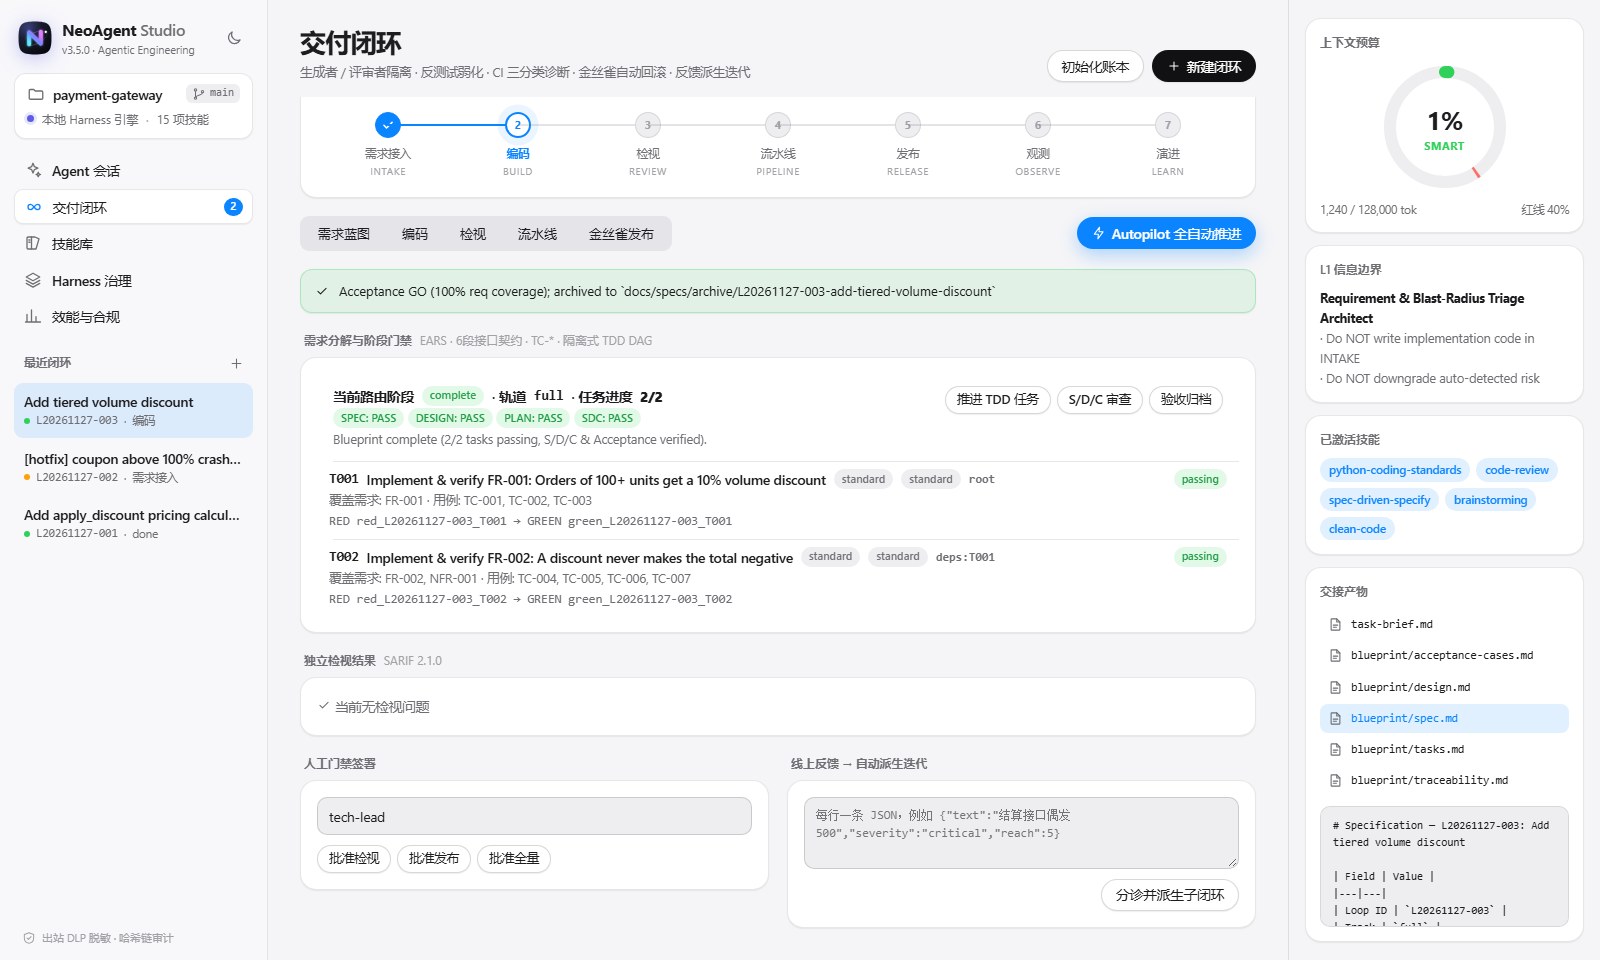 NeoAgent Studio
v3.5.0 · Agentic Engineering
payment-gateway
main
本地 Harness 引擎 · 15 项技能
Agent 会话
交付闭环
2
技能库
Harness 治理
效能与合规
最近闭环
Add tiered volume discount
L20261127-003 · 编码
[hotfix] coupon above 100% crash...
L20261127-002 · 需求接入
Add apply_discount pricing calcul...
L20261127-001 · done
出站 DLP 脱敏 · 哈希链审计
交付闭环
生成者 / 评审者隔离 · 反测试弱化 · CI 三分类诊断 · 金丝雀自动回滚 · 反馈派生迭代
初始化账本
新建闭环
需求接入
INTAKE
2
编码
BUILD
3
检视
REVIEW
4
流水线
PIPELINE
5
发布
RELEASE
6
观测
OBSERVE
7
演进
LEARN
需求蓝图
编码
检视
流水线
金丝雀发布
Autopilot 全自动推进
Acceptance GO (100% req coverage); archived to `docs/specs/archive/L20261127-003-add-tiered-volume-discount`
需求分解与阶段门禁 EARS · 6段接口契约 · TC-* · 隔离式 TDD DAG
当前路由阶段 complete · 轨道 full · 任务进度 2/2
推进 TDD 任务
S/D/C 审查
验收归档
SPEC: PASS DESIGN: PASS PLAN: PASS SDC: PASS
Blueprint complete (2/2 tasks passing, S/D/C & Acceptance verified).
T001 Implement & verify FR-001: Orders of 100+ units get a 10% volume discount standard standard root
passing
覆盖需求: FR-001 · 用例: TC-001, TC-002, TC-003
RED red_L20261127-003_T001 → GREEN green_L20261127-003_T001
T002 Implement & verify FR-002: A discount never makes the total negative standard standard deps:T001
passing
覆盖需求: FR-002, NFR-001 · 用例: TC-004, TC-005, TC-006, TC-007
RED red_L20261127-003_T002 → GREEN green_L20261127-003_T002
独立检视结果 SARIF 2.1.0
当前无检视问题
人工门禁签署
tech-lead
批准检视
批准发布
批准全量
线上反馈 → 自动派生迭代
每行一条 JSON，例如 {"text":"结算接口偶发
500","severity":"critical","reach":5}
分诊并派生子闭环
上下文预算
1%
SMART
1,240 / 128,000 tok
红线 40%
L1 信息边界
Requirement & Blast-Radius Triage
Architect
· Do NOT write implementation code in
INTAKE
· Do NOT downgrade auto-detected risk
已激活技能
python-coding-standards
code-review
spec-driven-specify
brainstorming
clean-code
交接产物
task-brief.md
blueprint/acceptance-cases.md
blueprint/design.md
blueprint/spec.md
blueprint/tasks.md
blueprint/traceability.md
# Specification — L20261127-003: Add
tiered volume discount
| Field | Value |
|---|---|
| Loop ID | `L20261127-003` |
| Track | `full` |